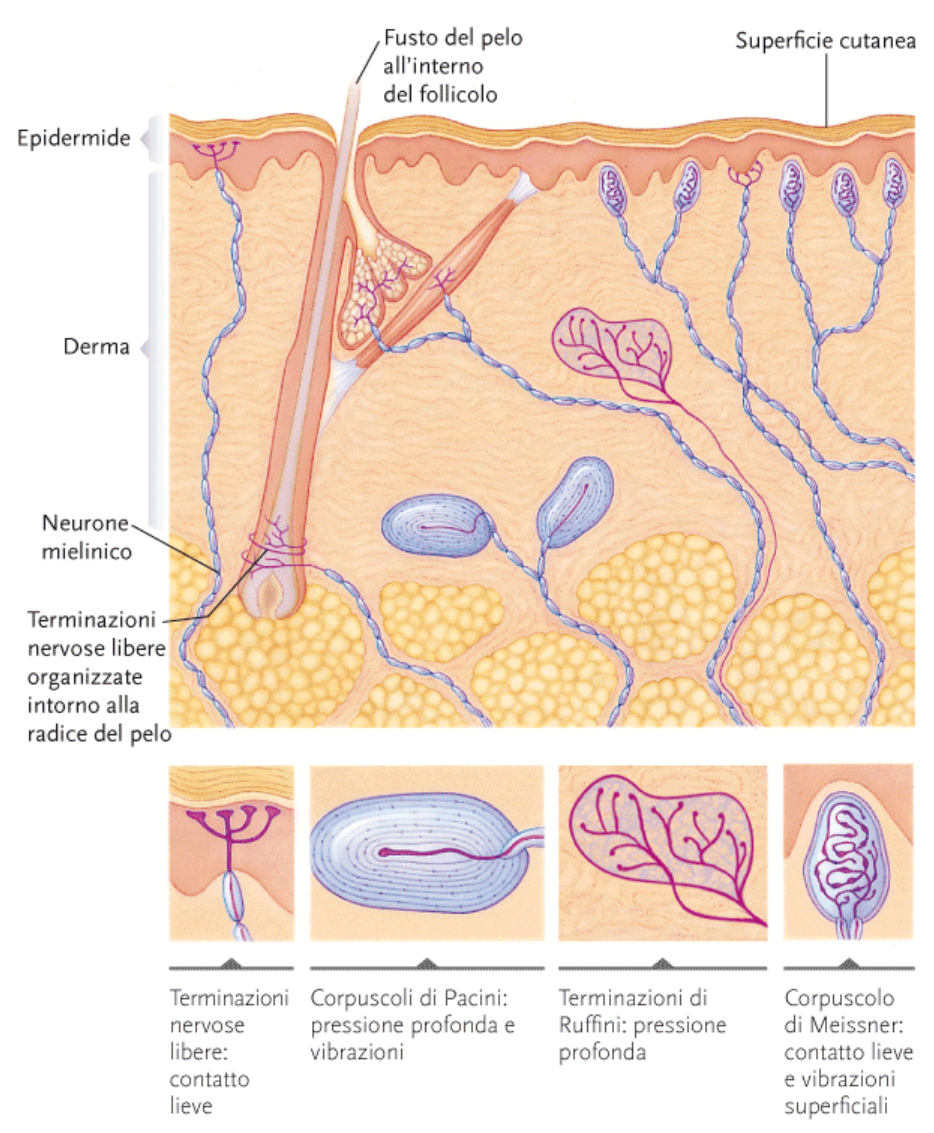 Fusto del pelo
all'interno
del follicolo
Superficie cutanea
Epidermide
Derma
Neurone
mielinico
Terminazioni
nervose libere
organizzate
intorno alla
radice del pelo
Terminazioni
nervose
libere:
contatto
lieve
Corpuscoli di Pacini:
pressione profonda e
vibrazioni
Terminazioni di
Ruffini: pressione
profonda
Corpuscolo
di Meissner:
contatto lieve
e vibrazioni
superficiali